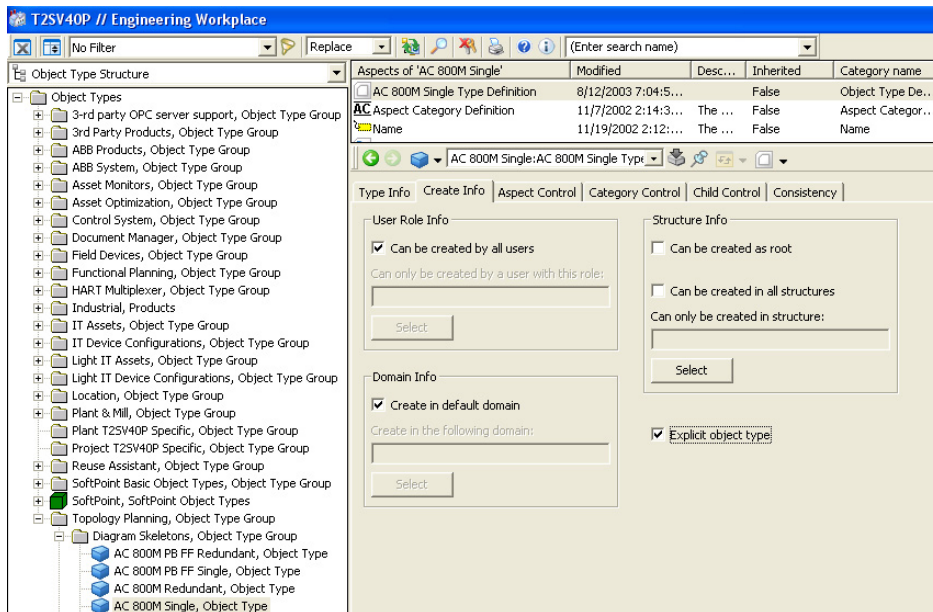 T2SV40P // Engineering Workplace
No Filter
Replace
(Enter search name)
Object Type Structure
Object Types
3-rd party OPC server support, Object Type Group
3rd Party Products, Object Type Group
ABB Products, Object Type Group
ABB System, Object Type Group
Asset Monitors, Object Type Group
Asset Optimization, Object Type Group
Control System, Object Type Group
Document Manager, Object Type Group
Field Devices, Object Type Group
Functional Planning, Object Type Group
HART Multiplexer, Object Type Group
Industrial, Products
IT Assets, Object Type Group
IT Device Configurations, Object Type Group
Light IT Assets, Object Type Group
Light IT Device Configurations, Object Type Group
Location, Object Type Group
Plant & Mill, Object Type Group
Plant T2SV40P Specific, Object Type Group
Project T2SV40P Specific, Object Type Group
Reuse Assistant, Object Type Group
SoftPoint Basic Object Types, Object Type Group
SoftPoint, SoftPoint Object Types
Topology Planning, Object Type Group
Diagram Skeletons, Object Type Group
AC 800M PB FF Redundant, Object Type
AC 800M PB FF Single, Object Type
AC 800M Redundant, Object Type
AC 800M Single, Object Type
Aspects of 'AC 800M Single' Modified Desc... Inherited Category name
AC 800M Single Type Definition 8/12/2003 7:04:5... False Object Type De...
AC Aspect Category Definition 11/7/2002 2:14:3... The ... False Aspect Categor...
Name 11/19/2002 2:12:... The ... False Name
AC 800M Single:AC 800M Single Type
Type Info Create Info Aspect Control Category Control Child Control Consistency
User Role Info
Can be created by all users
Can only be created by a user with this role:
Select
Domain Info
Create in default domain
Create in the following domain:
Select
Structure Info
Can be created as root
Can be created in all structures
Can only be created in structure:
Select
Explicit object type